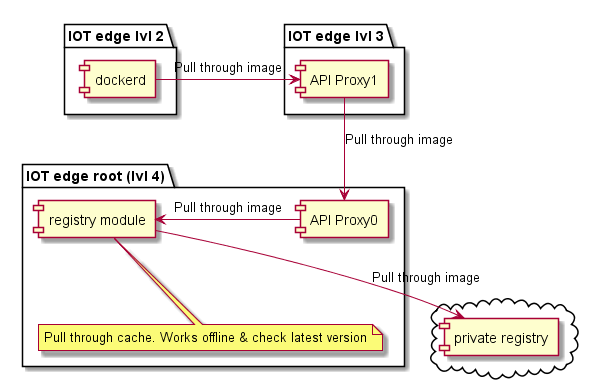 IOT edge lvl 2
IOT edge lvl 3
dockerd
Pull through image
API Proxy1
Pull through image
IOT edge root (lvl 4)
registry module
Pull through image
API Proxy0
Pull through image
Pull through cache. Works offline & check latest version
private registry